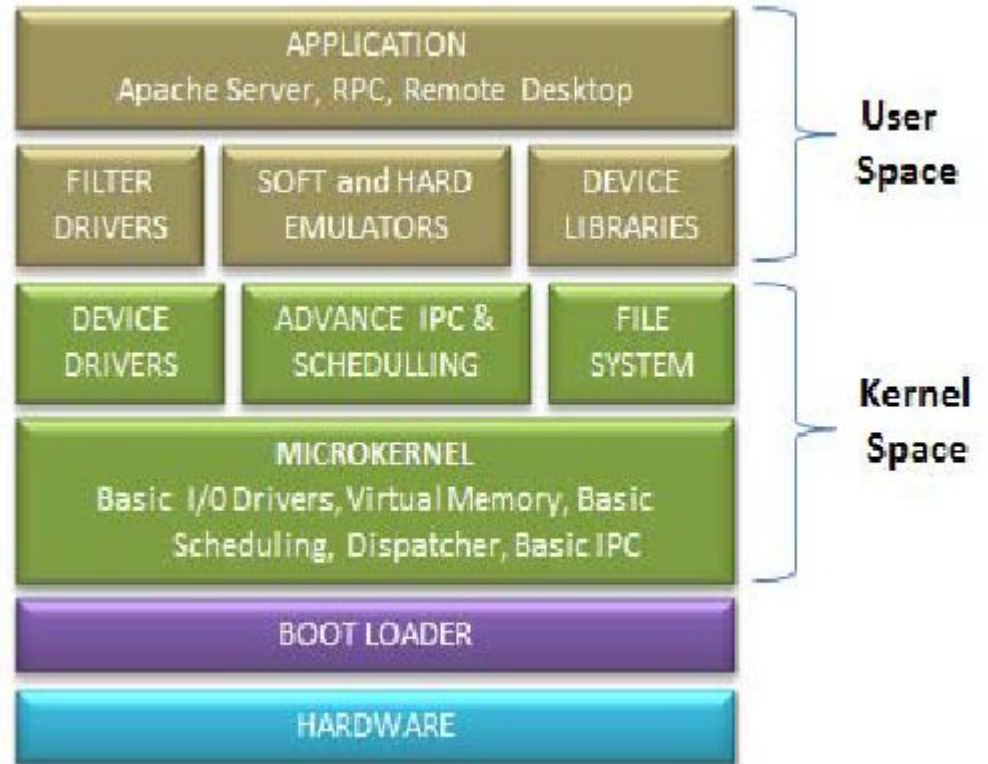 APPLICATION
Apache Server, RPC, Remote Desktop
User
Space
FILTER
DRIVERS
SOFT and HARD
EMULATORS
DEVICE
LIBRARIES
DEVICE
DRIVERS
ADVANCE IPC &
SCHEDULLING
FILE
SYSTEM
Kernel
Space
MICROKERNEL
Basic I/0 Drivers, Virtual Memory, Basic
Scheduling, Dispatcher, Basic IPC
BOOT LOADER
HARDWARE